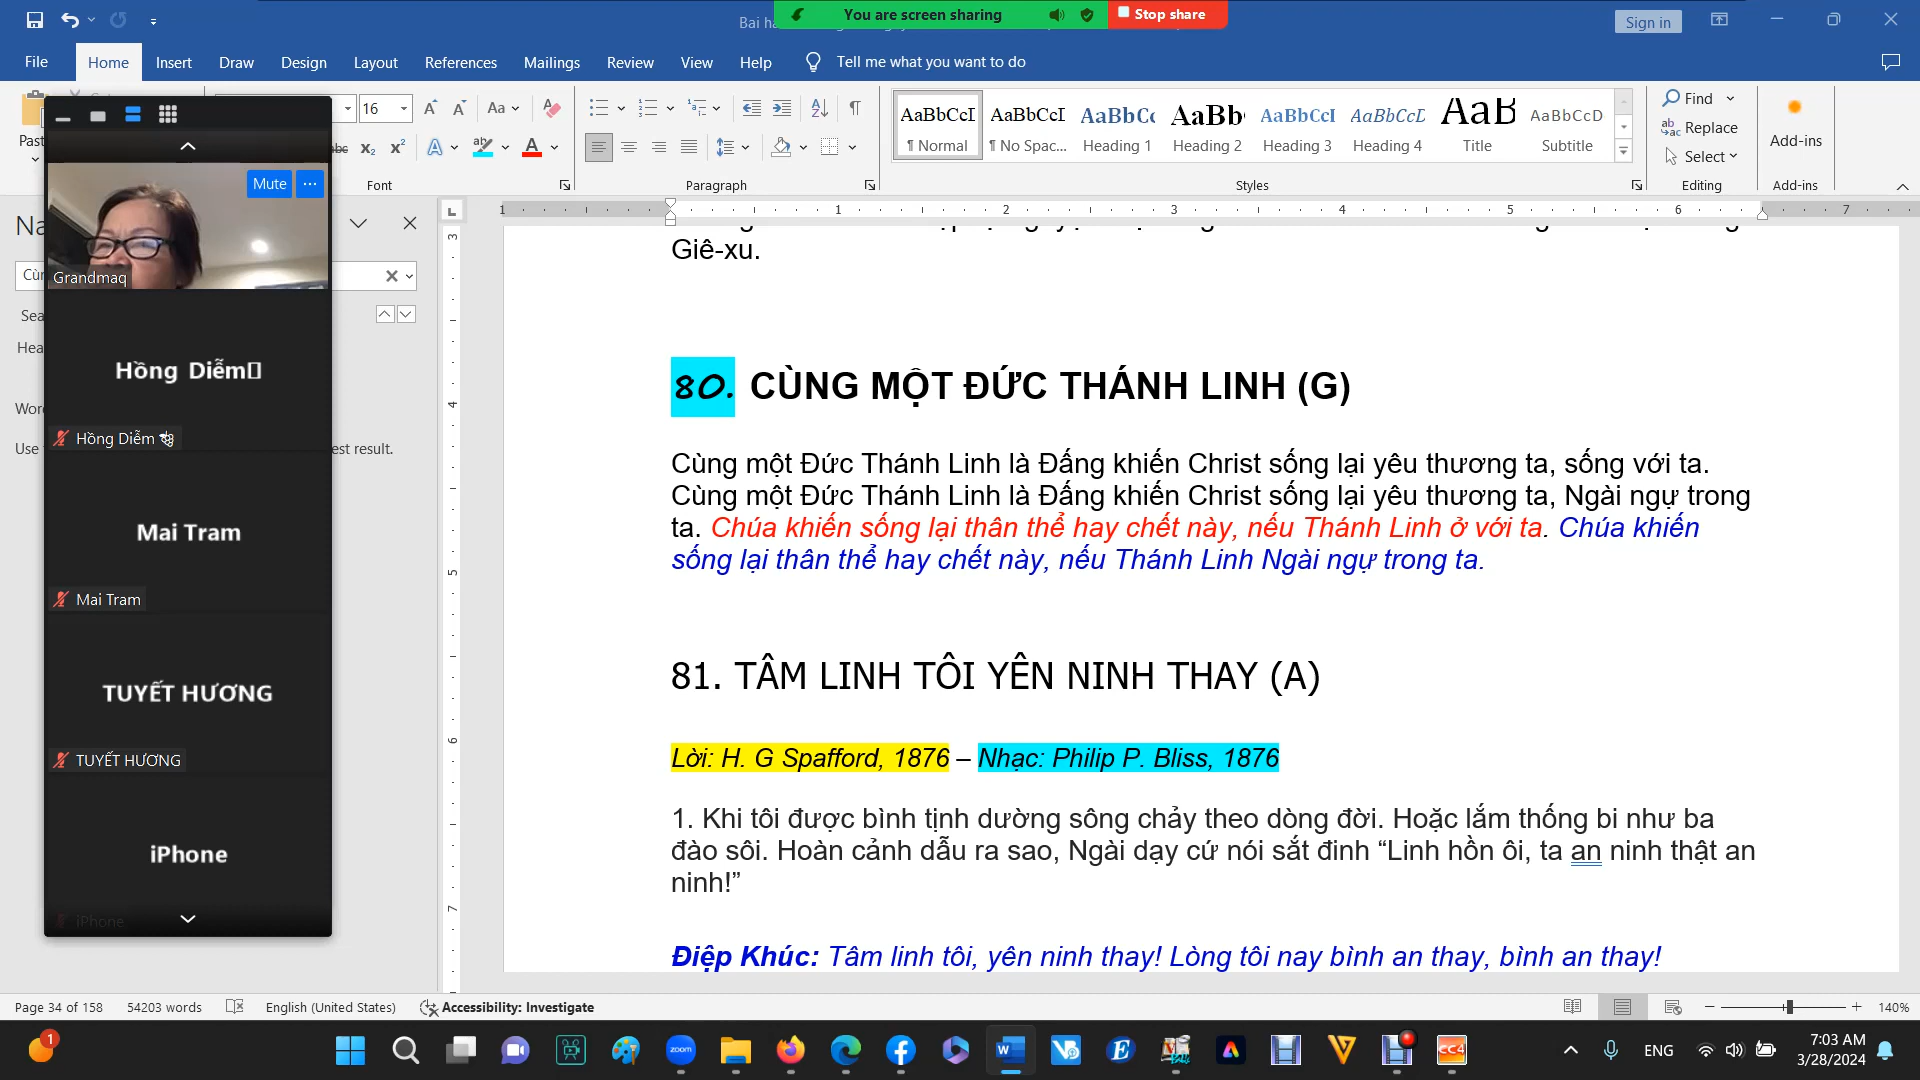 You are screen sharing
Stop share
Sign in
File
Home
Insert
Draw
Design
Layout
References
Mailings
Review
View
Help
Tell me what you want to do
16
Aa
Font
Paragraph
AaBbCcI
¶ Normal
AaBbCcI
¶ No Spac...
AaBbCc
Heading 1
AaBb
Heading 2
AaBbCcI
Heading 3
AaBbCcD
Heading 4
AaB
Title
AaBbCcD
Subtitle
Styles
Find
Replace
Select
Editing
Add-ins
Add-ins
Mute
Grandmaq
Hồng Diễm
Hồng Diễm
Mai Tram
Mai Tram
TUYẾT HƯƠNG
TUYẾT HƯƠNG
iPhone
iPhone
est result.
Giê-xu.
80. CÙNG MỘT ĐỨC THÁNH LINH (G)
Cùng một Đức Thánh Linh là Đấng khiến Christ sống lại yêu thương ta, sống với ta.
Cùng một Đức Thánh Linh là Đấng khiến Christ sống lại yêu thương ta, Ngài ngự trong
ta. Chúa khiến sống lại thân thể hay chết này, nếu Thánh Linh ở với ta. Chúa khiến
sống lại thân thể hay chết này, nếu Thánh Linh Ngài ngự trong ta.
81. TÂM LINH TÔI YÊN NINH THAY (A)
Lời: H. G Spafford, 1876 – Nhạc: Philip P. Bliss, 1876
1. Khi tôi được bình tịnh dường sông chảy theo dòng đời. Hoặc lắm thống bi như ba
đào sôi. Hoàn cảnh dẫu ra sao, Ngài dạy cứ nói sắt đinh “Linh hồn ôi, ta an ninh thật an
ninh!”
Điệp Khúc: Tâm linh tôi, yên ninh thay! Lòng tôi nay bình an thay, bình an thay!
Page 34 of 158
54203 words
English (United States)
Accessibility: Investigate
140%
ENG
7:03 AM
3/28/2024